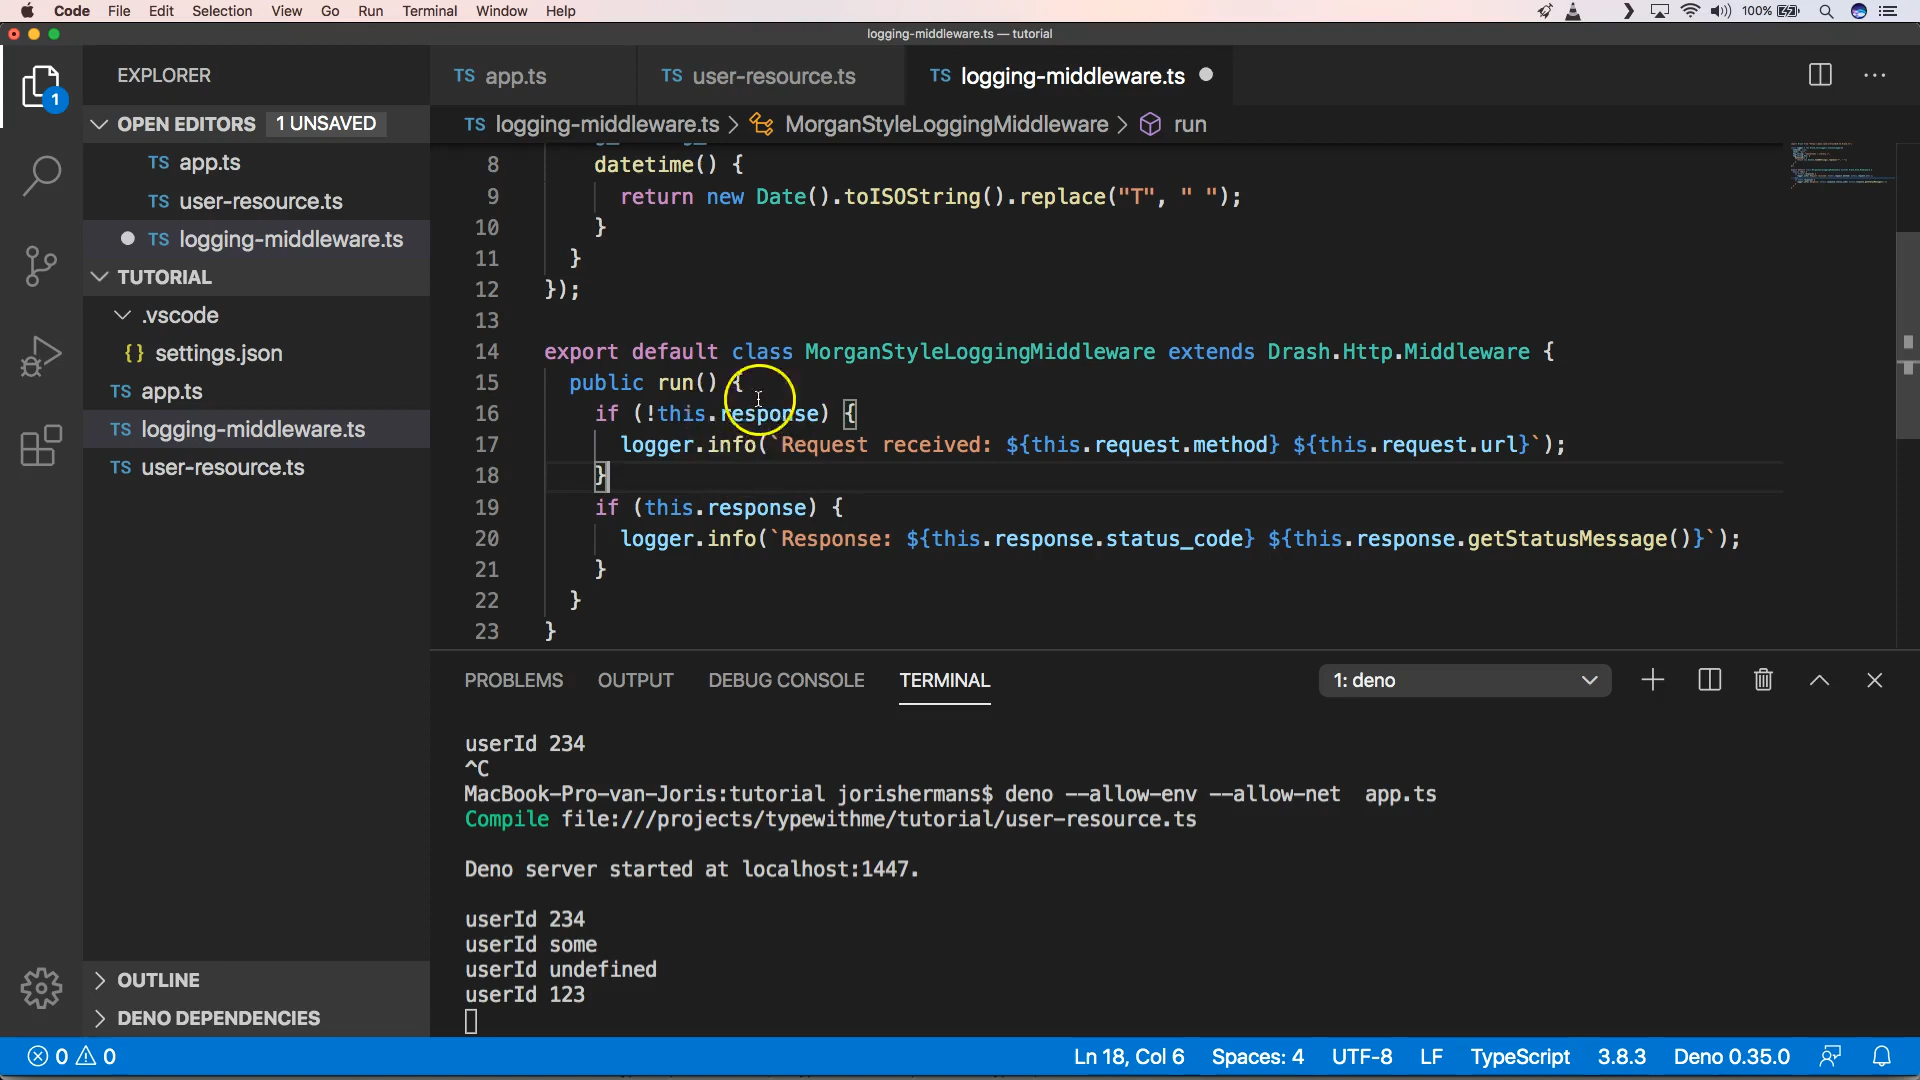 Code File Edit Selection View Go Run Terminal Window Help 100%
logging-middleware.ts — tutorial
EXPLORER
OPEN EDITORS 1 UNSAVED
TS app.ts
TS user-resource.ts
TS logging-middleware.ts
TUTORIAL
.vscode
{} settings.json
TS app.ts
TS logging-middleware.ts
TS user-resource.ts
OUTLINE
DENO DEPENDENCIES
1
TS app.ts TS user-resource.ts TS logging-middleware.ts
TS logging-middleware.ts > MorganStyleLoggingMiddleware > run
8 datetime() {
9 return new Date().toISOString().replace("T", " ");
10 }
11 }
12 });
13
14 export default class MorganStyleLoggingMiddleware extends Drash.Http.Middleware {
15 public run() {
16 if (!this.response) {
17 logger.info(`Request received: ${this.request.method} ${this.request.url}`);
18 }
19 if (this.response) {
20 logger.info(`Response: ${this.response.status_code} ${this.response.getStatusMessage()}`);
21 }
22 }
23 }
PROBLEMS OUTPUT DEBUG CONSOLE TERMINAL 1: deno
userId 234
^C
MacBook-Pro-van-Joris:tutorial jorishermans$ deno --allow-env --allow-net  app.ts
Compile file:///projects/typewithme/tutorial/user-resource.ts
Deno server started at localhost:1447.
userId 234
userId some
userId undefined
userId 123
0 0 Ln 18, Col 6 Spaces: 4 UTF-8 LF TypeScript 3.8.3 Deno 0.35.0